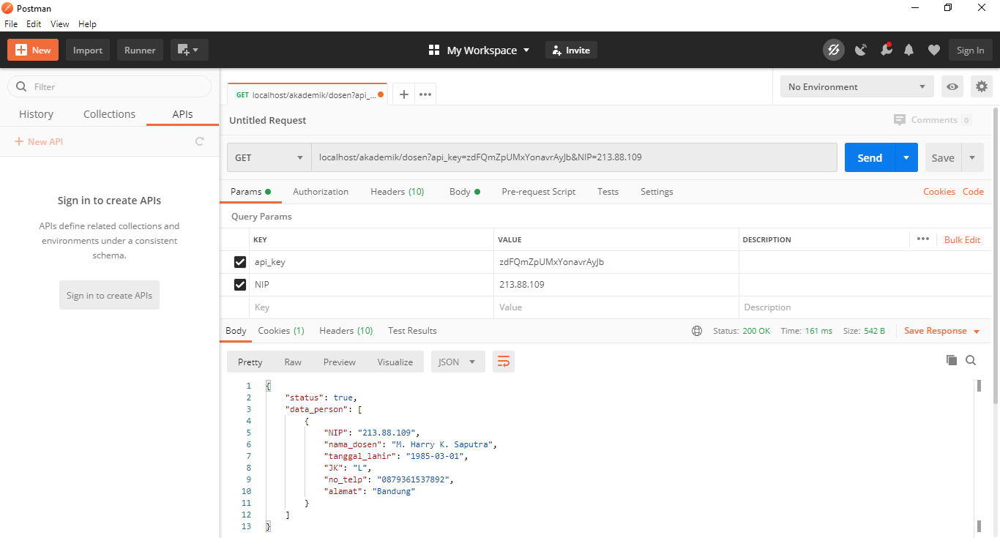 Postman
File Edit View Help
New Import Runner My Workspace Invite Sign In
Filter
History Collections APIs
New API
Sign in to create APIs
APIs define related collections and
environments under a consistent
schema.
Sign in to create APIs
GET localhost/akademik/dosen?api_...
No Environment
Untitled Request
Comments 0
GET localhost/akademik/dosen?api_key=zdFQmZpUMxYonavrAyJb&NIP=213.88.109 Send Save
Params Authorization Headers (10) Body Pre-request Script Tests Settings Cookies Code
Query Params
KEY VALUE DESCRIPTION Bulk Edit
api_key zdFQmZpUMxYonavrAyJb
NIP 213.88.109
Key Value Description
Body Cookies (1) Headers (10) Test Results Status: 200 OK Time: 161 ms Size: 542 B Save Response
Pretty Raw Preview Visualize JSON
1 {
2 "status": true,
3 "data_person": [
4 {
5 "NIP": "213.88.109",
6 "nama_dosen": "M. Harry K. Saputra",
7 "tanggal_lahir": "1985-03-01",
8 "JK": "L",
9 "no_telp": "0879361537892",
10 "alamat": "Bandung"
11 }
12 ]
13 }